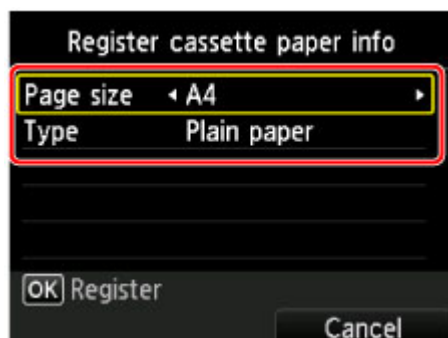 Register cassette paper info
Page size A4
Type Plain paper
OK Register
Cancel